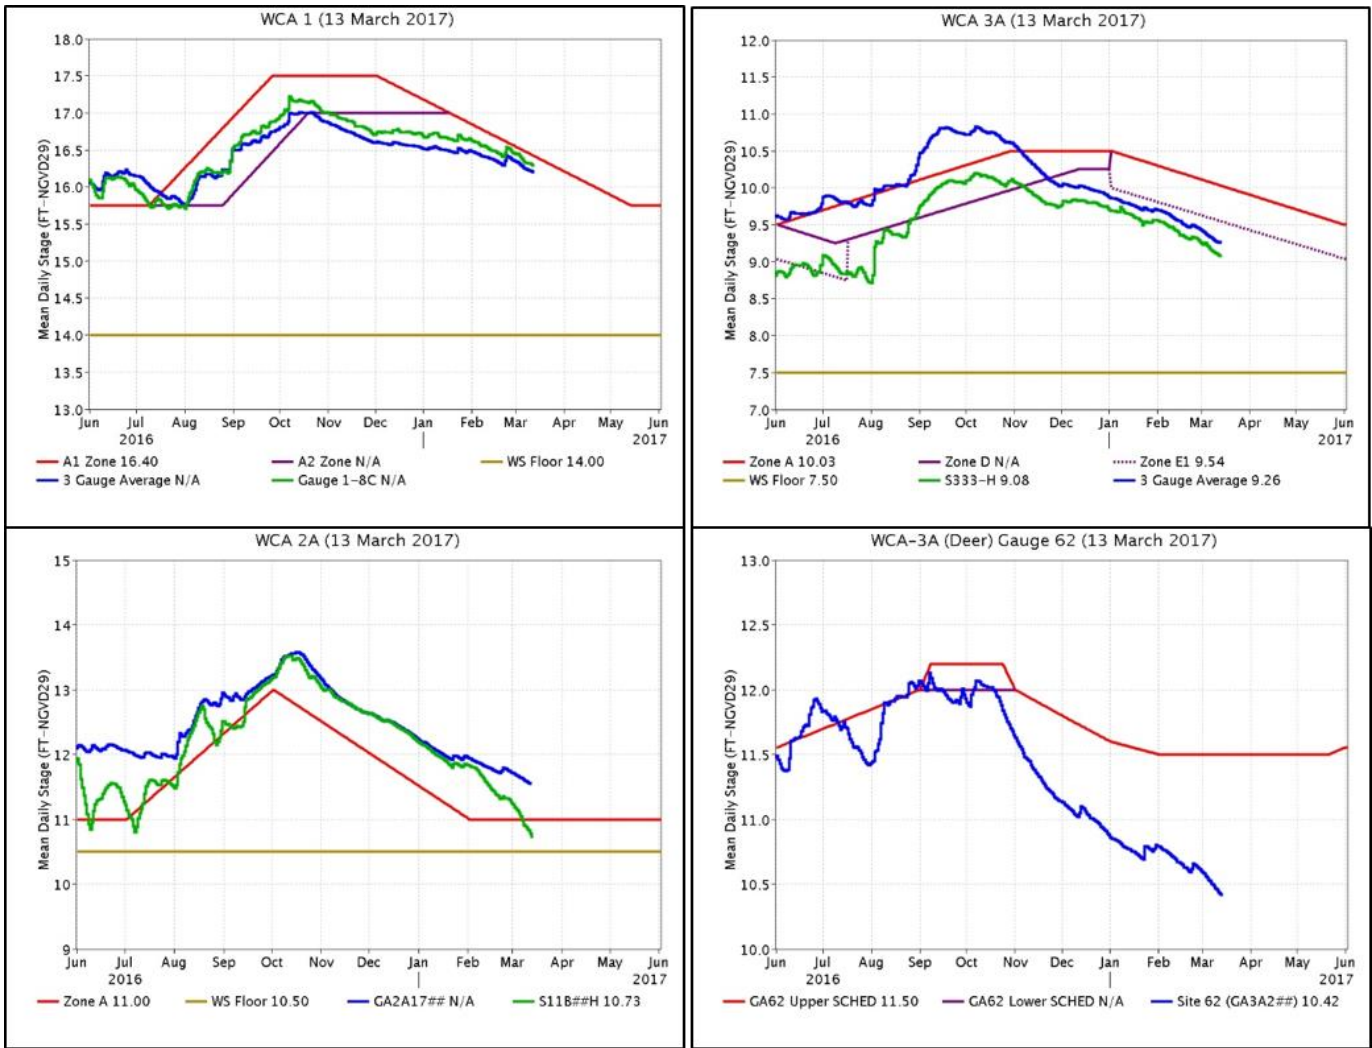 WCA 1 (13 March 2017)
Mean Daily Stage (FT-NGVD29)
18.0
17.5
17.0
16.5
16.0
15.5
15.0
14.5
14.0
13.5
13.0
Jun Jul Aug Sep Oct Nov Dec Jan Feb Mar Apr May Jun
2016 2017
A1 Zone 16.40 A2 Zone N/A WS Floor 14.00
3 Gauge Average N/A Gauge 1-8C N/A
WCA 3A (13 March 2017)
Mean Daily Stage (FT-NGVD29)
12.0
11.5
11.0
10.5
10.0
9.5
9.0
8.5
8.0
7.5
7.0
Jun Jul Aug Sep Oct Nov Dec Jan Feb Mar Apr May Jun
2016 2017
Zone A 10.03 Zone D N/A Zone E1 9.54
WS Floor 7.50 S333-H 9.08 3 Gauge Average 9.26
WCA 2A (13 March 2017)
Mean Daily Stage (FT-NGVD29)
15
14
13
12
11
10
9
Jun Jul Aug Sep Oct Nov Dec Jan Feb Mar Apr May Jun
2016 2017
Zone A 11.00 WS Floor 10.50 GA2A17## N/A S11B##H 10.73
WCA-3A (Deer) Gauge 62 (13 March 2017)
Mean Daily Stage (FT-NGVD29)
13.0
12.5
12.0
11.5
11.0
10.5
10.0
Jun Jul Aug Sep Oct Nov Dec Jan Feb Mar Apr May Jun
2016 2017
GA62 Upper SCHED 11.50 GA62 Lower SCHED N/A Site 62 (GA3A2##) 10.42